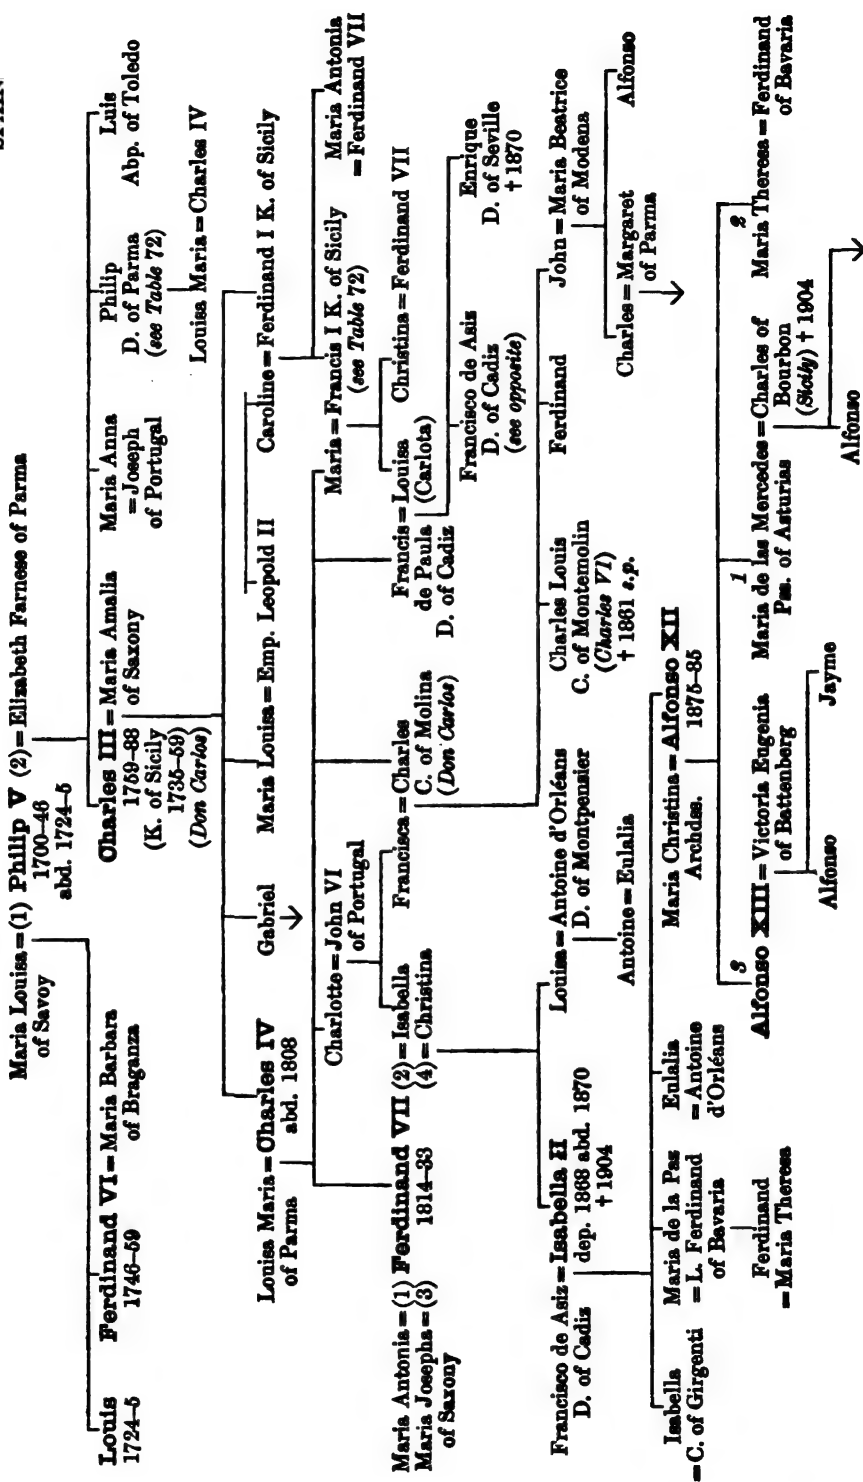 SPAIN
Maria Louisa = (1) Philip V (2) = Elizabeth Farnese of Parma
of Savoy
1700–46
abd. 1724–5
Louis
1724–5
Ferdinand VI = Maria Barbara
1746–59
of Braganza
Charles III = Maria Amalia
1759–88
of Saxony
(K. of Sicily
1735–59)
(Don Carlos)
Maria Anna
= Joseph
of Portugal
Philip
D. of Parma
(see Table 72)
Luis
Abp. of Toledo
Louisa Maria = Charles IV
Louisa Maria = Charles IV
of Parma
abd. 1808
Gabriel
Maria Louisa = Emp. Leopold II
Caroline = Ferdinand I K. of Sicily
Charlotte = John VI
of Portugal
Maria = Francis I K. of Sicily
(see Table 72)
Maria Antonia
= Ferdinand VII
Maria Antonia = (1) Ferdinand VII (2) = Isabella
Maria Josepha = (3)
1814–33
(4) = Christina
of Saxony
Francisca = Charles
C. of Molina
(Don Carlos)
Francis = Louisa
de Paula
(Carlota)
D. of Cadiz
Christina = Ferdinand VII
Francisco de Asiz = Isabella II
D. of Cadiz
dep. 1868 abd. 1870
† 1904
Louisa = Antoine d'Orléans
D. of Montpensier
Antoine = Eulalia
Charles Louis
C. of Montemolin
(Charles VI)
† 1861 s.p.
Ferdinand
Francisco de Asis
D. of Cadiz
(see opposite)
Enrique
D. of Seville
† 1870
John = Maria Beatrice
of Modena
Charles = Margaret
of Parma
Alfonso
Isabella
= C. of Girgenti
Maria de la Paz
= L. Ferdinand
of Bavaria
Eulalia
= Antoine
d'Orléans
Maria Christina = Alfonso XII
Archdss.
1875–85
Ferdinand
= Maria Theresa
3
Alfonso XIII = Victoria Eugenia
of Battenberg
1
Maria de las Mercedes = Charles of
Pss. of Asturias
Bourbon
(Sicily) † 1904
2
Maria Theresa = Ferdinand
of Bavaria
Alfonso
Jayme
Alfonso